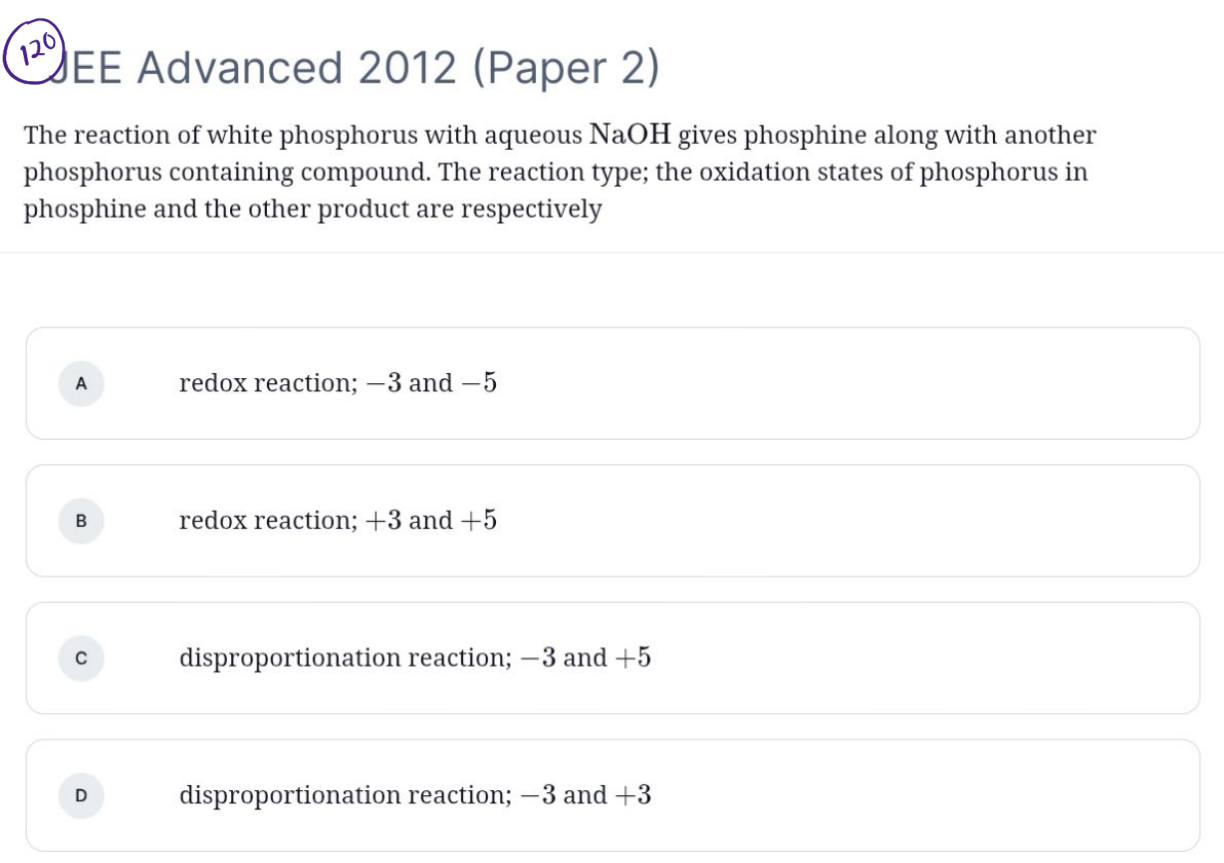 120
JEE Advanced 2012 (Paper 2)
The reaction of white phosphorus with aqueous NaOH gives phosphine along with another
phosphorus containing compound. The reaction type; the oxidation states of phosphorus in
phosphine and the other product are respectively
A redox reaction; −3 and −5
B redox reaction; +3 and +5
C disproportionation reaction; −3 and +5
D disproportionation reaction; −3 and +3